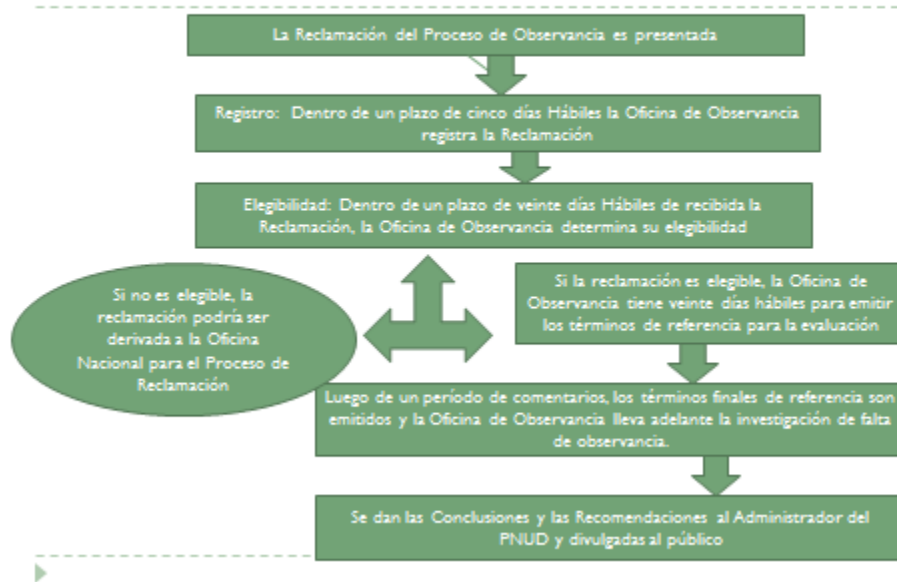 La Reclamación del Proceso de Observancia es presentada
Registro: Dentro de un plazo de cinco días Hábiles la Oficina de Observancia
registra la Reclamación
Elegibilidad: Dentro de un plazo de veinte días Hábiles de recibida la
Reclamación, la Oficina de Observancia determina su elegibilidad
Si no es elegible, la
reclamación podría ser
derivada a la Oficina
Nacional para el Proceso de
Reclamación
Si la reclamación es elegible, la Oficina de
Observancia tiene veinte días hábiles para emitir
los términos de referencia para la evaluación
Luego de un período de comentarios, los términos finales de referencia son
emitidos y la Oficina de Observancia lleva adelante la investigación de falta
de observancia.
Se dan las Conclusiones y las Recomendaciones al Administrador del
PNUD y divulgadas al público